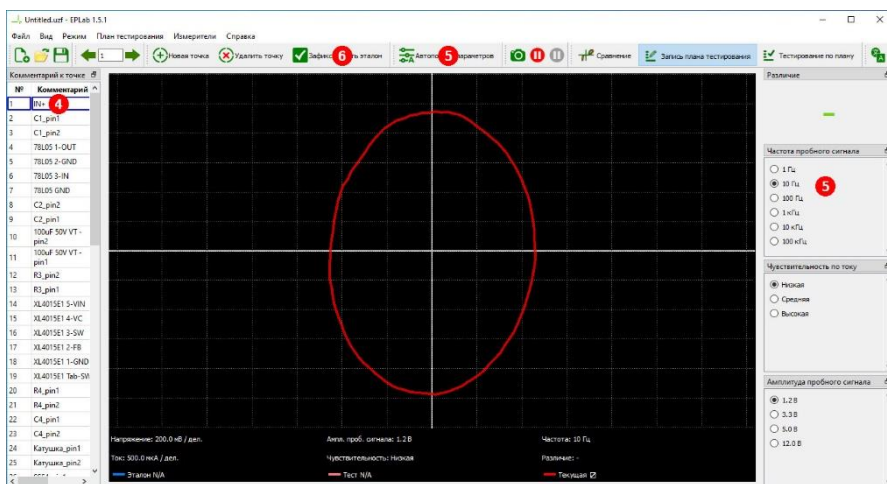 Untitled.uzf - EPLab 1.5.1
Файл Вид Режим План тестирования Измерители Справка
1 Новая точка Удалить точку эталон Сравнение Запись плана тестирования Тестирование по плану
6
5
Комментарий к точке
№ Комментарий
1 IN+
4
2 C1_pin1
3 C1_pin2
4 78L05 1-OUT
5 78L05 2-GND
6 78L05 3-IN
7 78L05 GND
8 C2_pin2
9 C2_pin1
10 100uF 50V VT - pin2
11 100uF 50V VT - pin1
12 R3_pin2
13 R3_pin1
14 XL4015E1 5-VIN
15 XL4015E1 4-VC
16 XL4015E1 3-SW
17 XL4015E1 2-FB
18 XL4015E1 1-GND
19 XL4015E1 Tab-SW
20 R4_pin1
21 R4_pin2
22 C4_pin1
23 C4_pin2
24 Катушка_pin1
25 Катушка_pin2
Напряжение: 200.0 мВ / дел. Ампл. проб. сигнала: 1.2 В Частота: 10 Гц
Ток: 500.0 мкА / дел. Чувствительность: Низкая Различие: -
Эталон N/A Тест N/A Текущая
Различие
-
Частота пробного сигнала
1 Гц
10 Гц
5
100 Гц
1 кГц
10 кГц
100 кГц
Чувствительность по току
Низкая
Средняя
Высокая
Амплитуда пробного сигнала
1.2 В
3.3 В
5.0 В
12.0 В